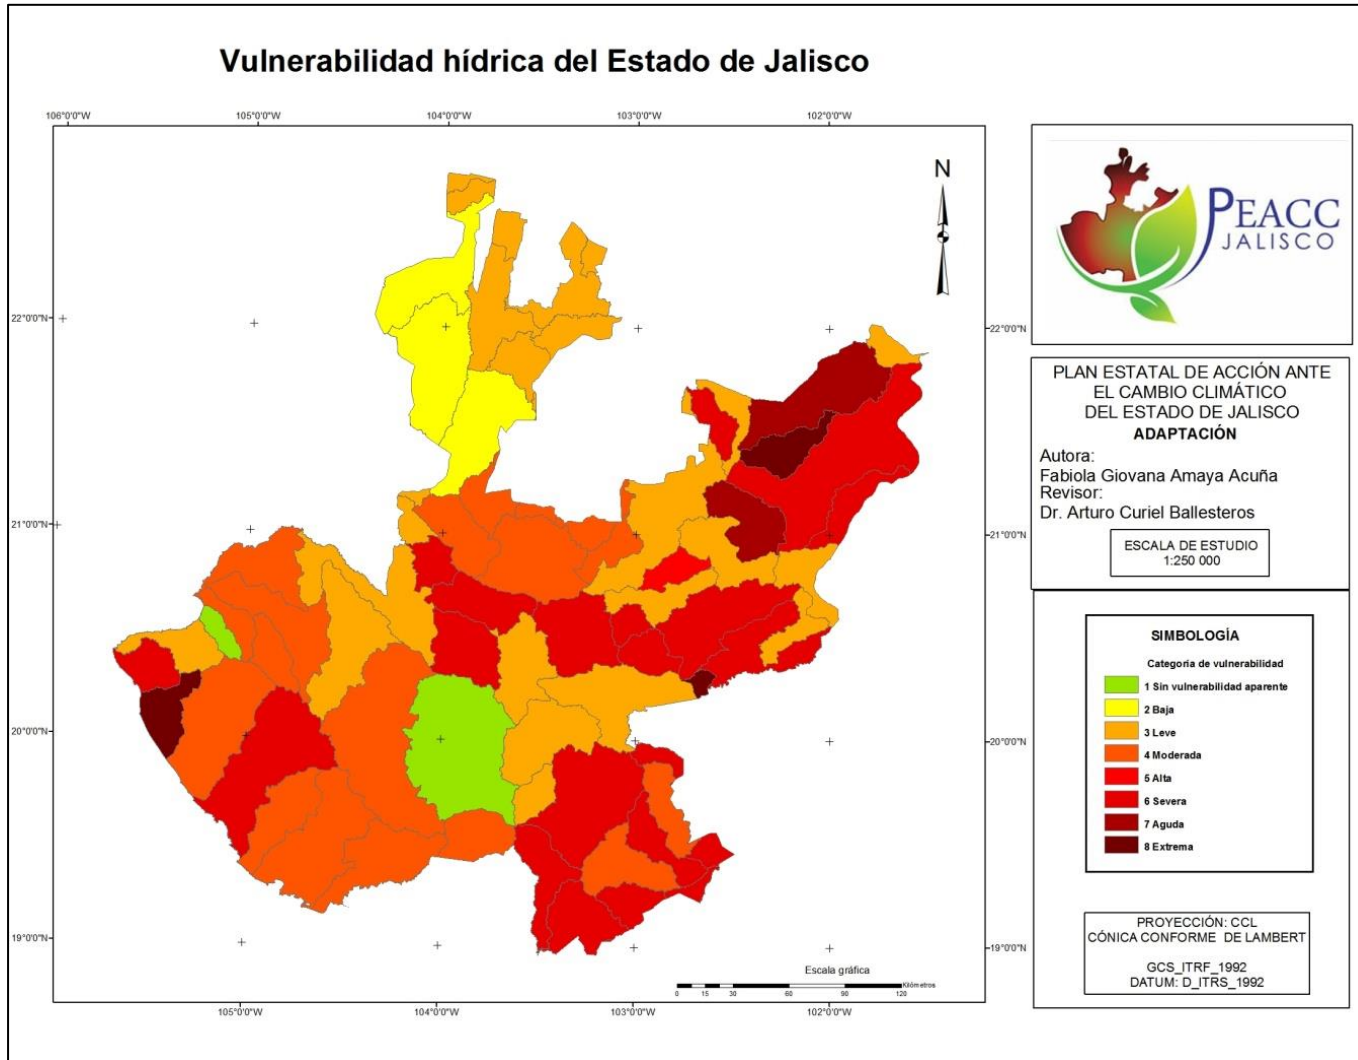 Vulnerabilidad hídrica del Estado de Jalisco
106°0'0"W 105°0'0"W 104°0'0"W 103°0'0"W 102°0'0"W
N
22°0'0"N 22°0'0"N
21°0'0"N 21°0'0"N
20°0'0"N 20°0'0"N
19°0'0"N 19°0'0"N
Escala gráfica
Kilómetros
0 15 30 60 90 120
105°0'0"W 104°0'0"W 103°0'0"W 102°0'0"W
PEACC
JALISCO
PLAN ESTATAL DE ACCIÓN ANTE
EL CAMBIO CLIMÁTICO
DEL ESTADO DE JALISCO
ADAPTACIÓN
Autora:
Fabiola Giovana Amaya Acuña
Revisor:
Dr. Arturo Curiel Ballesteros
ESCALA DE ESTUDIO
1:250 000
SIMBOLOGÍA
Categoría de vulnerabilidad
1 Sin vulnerabilidad aparente
2 Baja
3 Leve
4 Moderada
5 Alta
6 Severa
7 Aguda
8 Extrema
PROYECCIÓN: CCL
CÓNICA CONFORME DE LAMBERT
GCS_ITRF_1992
DATUM: D_ITRS_1992